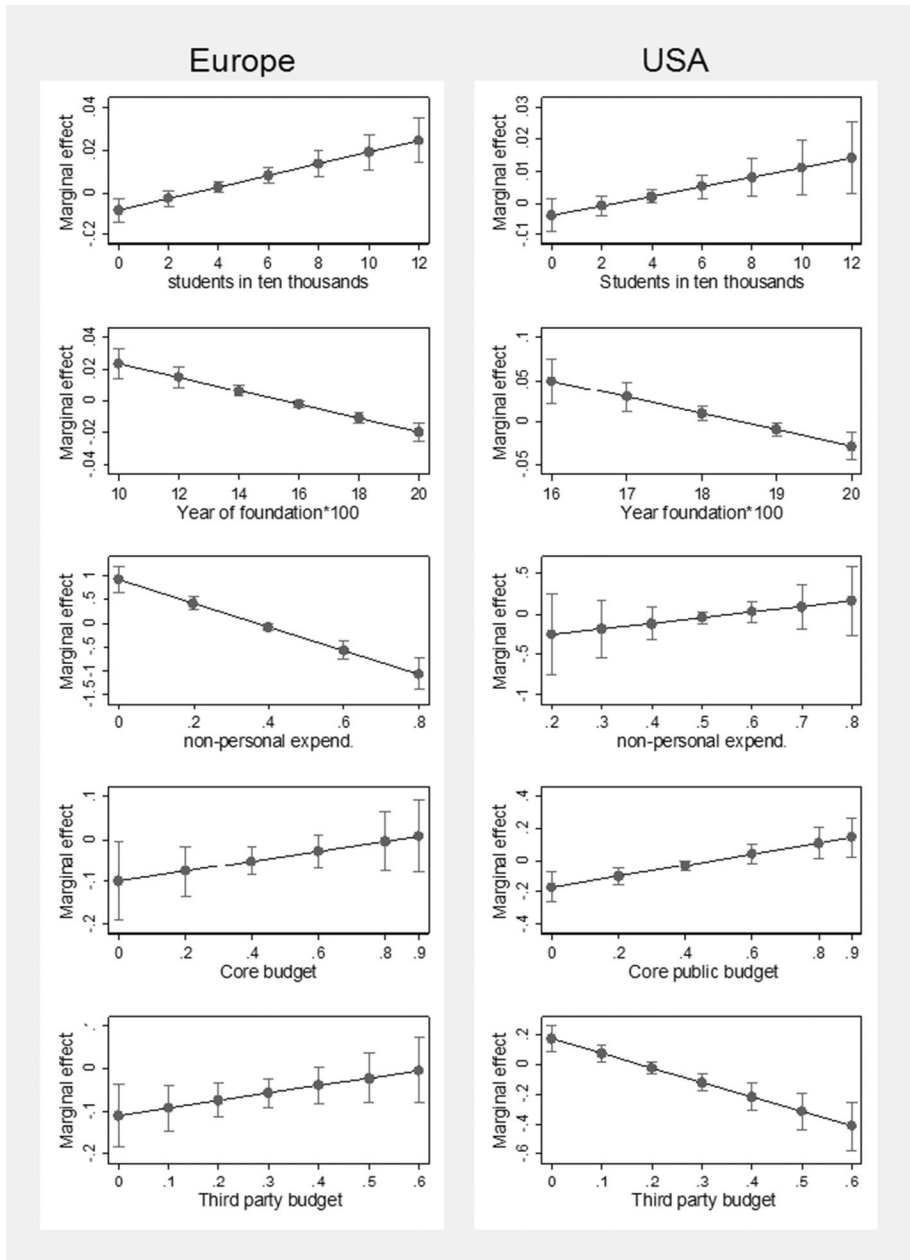 Europe
USA
Marginal effect
-.02 0 .02 .04
0 2 4 6 8 10 12
students in ten thousands
Marginal effect
-.01 0 .01 .02 .03
0 2 4 6 8 10 12
Students in ten thousands
Marginal effect
-.04 -.02 0 .02 .04
10 12 14 16 18 20
Year of foundation*100
Marginal effect
-.05 0 .05 .1
16 17 18 19 20
Year foundation*100
Marginal effect
-1.5 -1 -.5 0 .5 1
0 .2 .4 .6 .8
non-personal expend.
Marginal effect
-1 -.5 0 .5
.2 .3 .4 .5 .6 .7 .8
non-personal expend.
Marginal effect
-.2 -.1 0 .1
0 .2 .4 .6 .8 .9
Core budget
Marginal effect
-.4 -.2 0 .2 .4
0 .2 .4 .6 .8 .9
Core public budget
Marginal effect
-.2 -.1 0
0 .1 .2 .3 .4 .5 .6
Third party budget
Marginal effect
-.6 -.4 -.2 0 .2
0 .1 .2 .3 .4 .5 .6
Third party budget